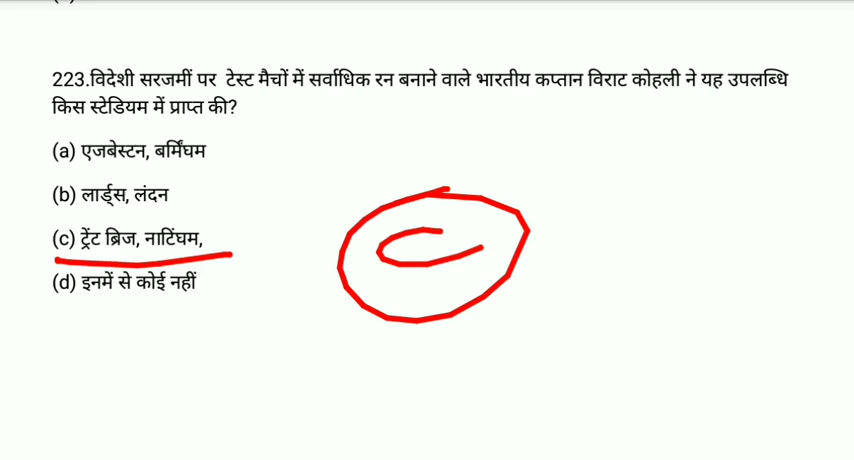 223.विदेशी सरजमीं पर टेस्ट मैचों में सर्वाधिक रन बनाने वाले भारतीय कप्तान विराट कोहली ने यह उपलब्धि
किस स्टेडियम में प्राप्त की?
(a) एजबेस्टन, बर्मिंघम
(b) लार्ड्स, लंदन
(c) ट्रेंट ब्रिज, नाटिंघम,
(d) इनमें से कोई नहीं
C